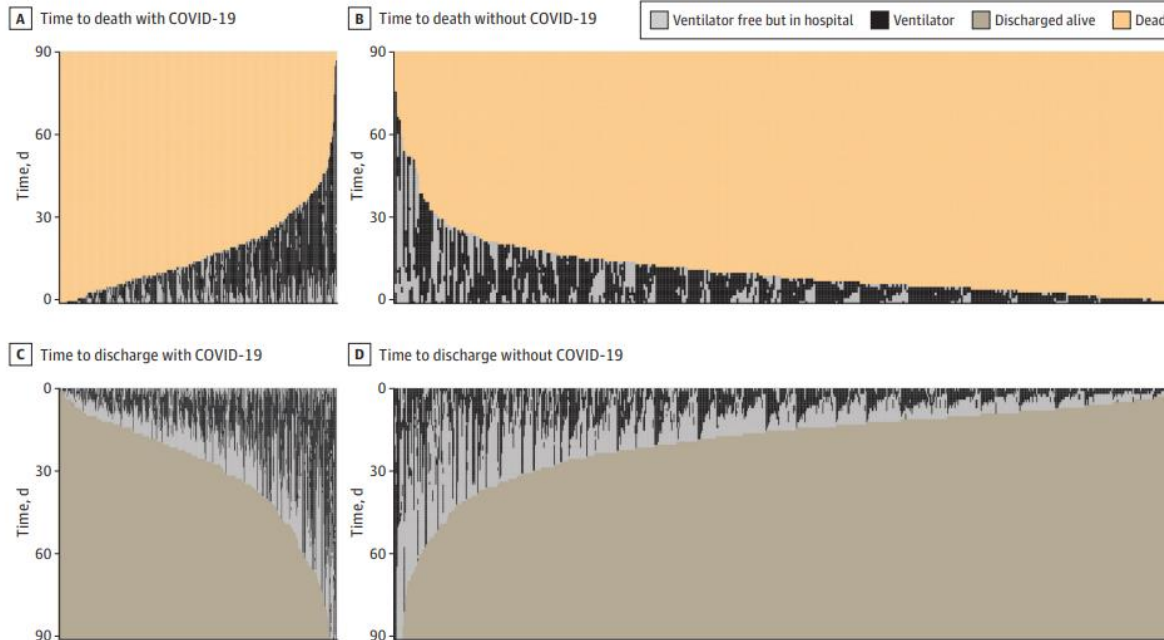 A Time to death with COVID-19
B Time to death without COVID-19
Ventilator free but in hospital
Ventilator
Discharged alive
Dead
90
60
30
0
Time, d
90
60
30
0
Time, d
C Time to discharge with COVID-19
D Time to discharge without COVID-19
0
30
60
90
Time, d
0
30
60
90
Time, d